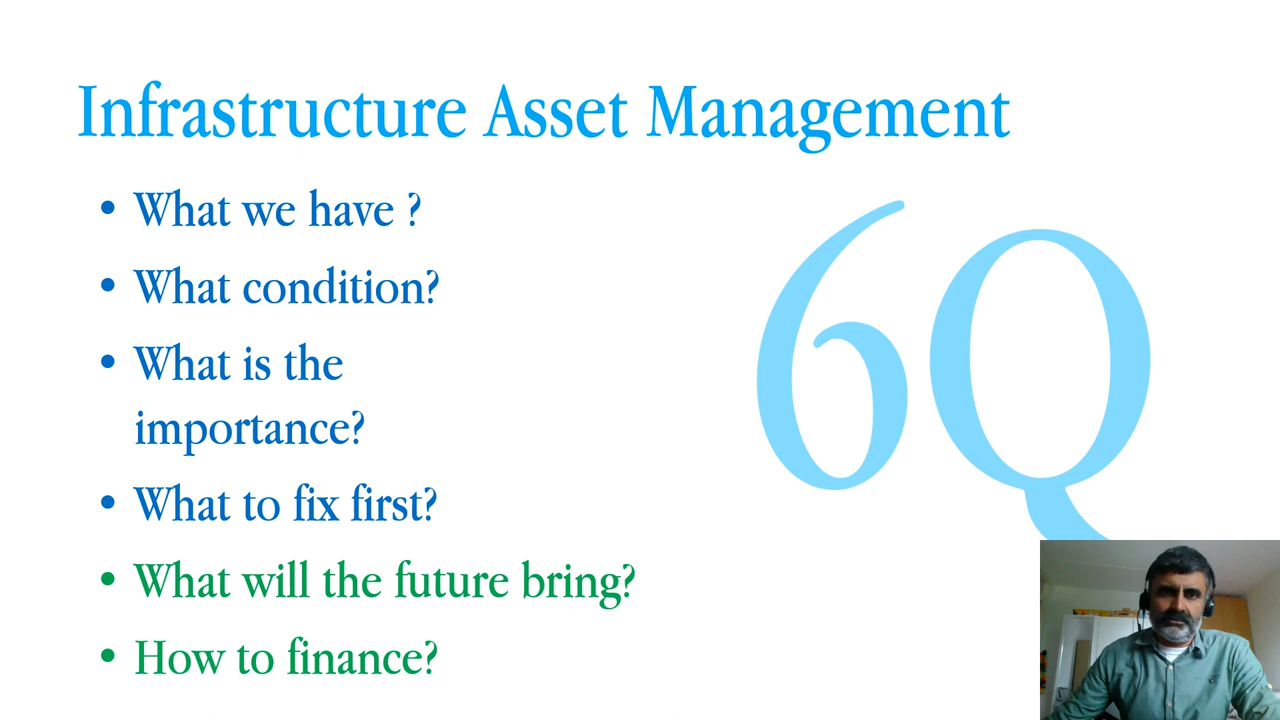 Infrastructure Asset Management
• What we have ?
• What condition?
• What is the
importance?
• What to fix first?
• What will the future bring?
• How to finance?
6Q